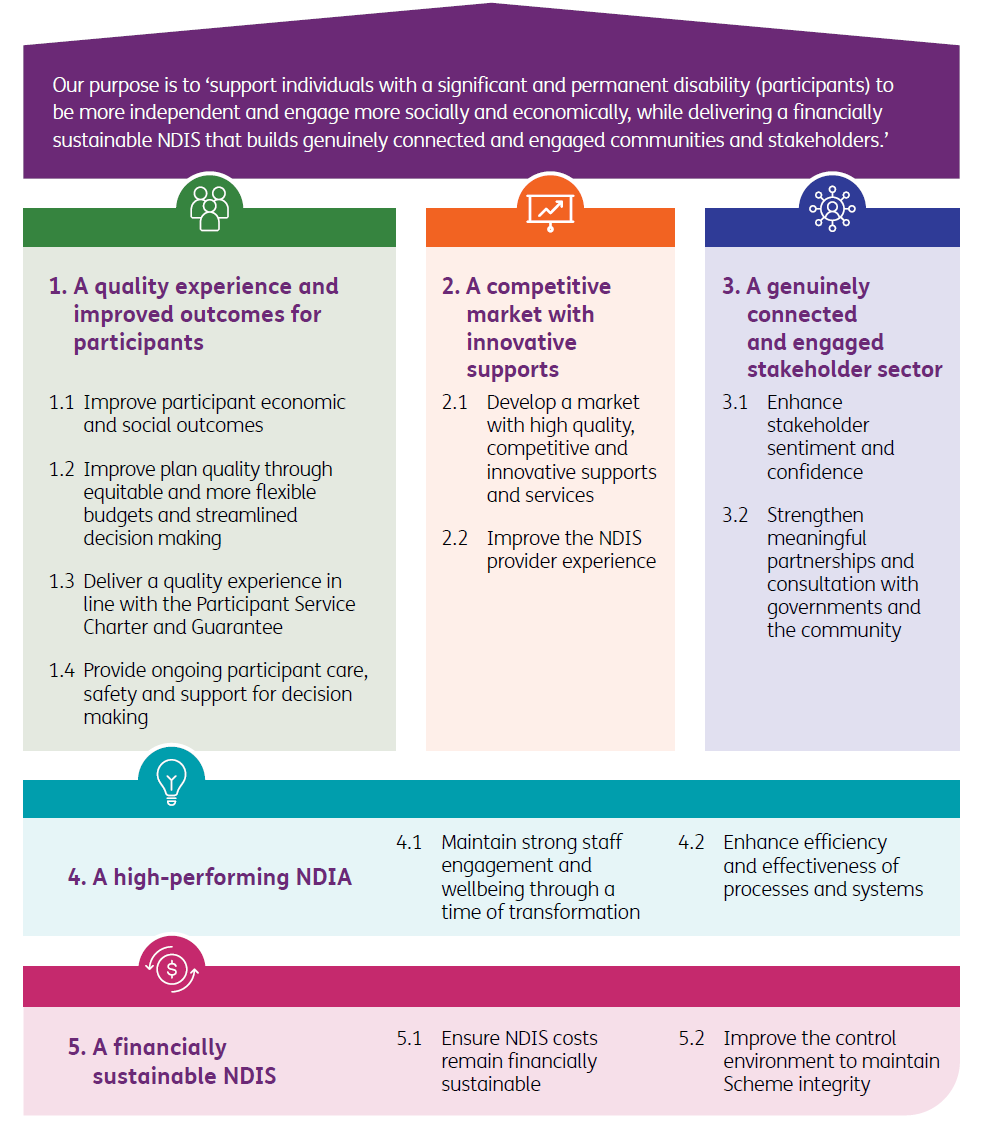 Our purpose is to ‘support individuals with a significant and permanent disability (participants) to
be more independent and engage more socially and economically, while delivering a financially
sustainable NDIS that builds genuinely connected and engaged communities and stakeholders.’
1. A quality experience and
improved outcomes for
participants
1.1 Improve participant economic
and social outcomes
1.2 Improve plan quality through
equitable and more flexible
budgets and streamlined
decision making
1.3 Deliver a quality experience in
line with the Participant Service
Charter and Guarantee
1.4 Provide ongoing participant care,
safety and support for decision
making
2. A competitive
market with
innovative
supports
2.1 Develop a market
with high quality,
competitive and
innovative supports
and services
2.2 Improve the NDIS
provider experience
3. A genuinely
connected
and engaged
stakeholder sector
3.1 Enhance
stakeholder
sentiment and
confidence
3.2 Strengthen
meaningful
partnerships and
consultation with
governments and
the community
4. A high-performing NDIA
4.1 Maintain strong staff
engagement and
wellbeing through a
time of transformation
4.2 Enhance efficiency
and effectiveness of
processes and systems
$
5. A financially
sustainable NDIS
5.1 Ensure NDIS costs
remain financially
sustainable
5.2 Improve the control
environment to maintain
Scheme integrity